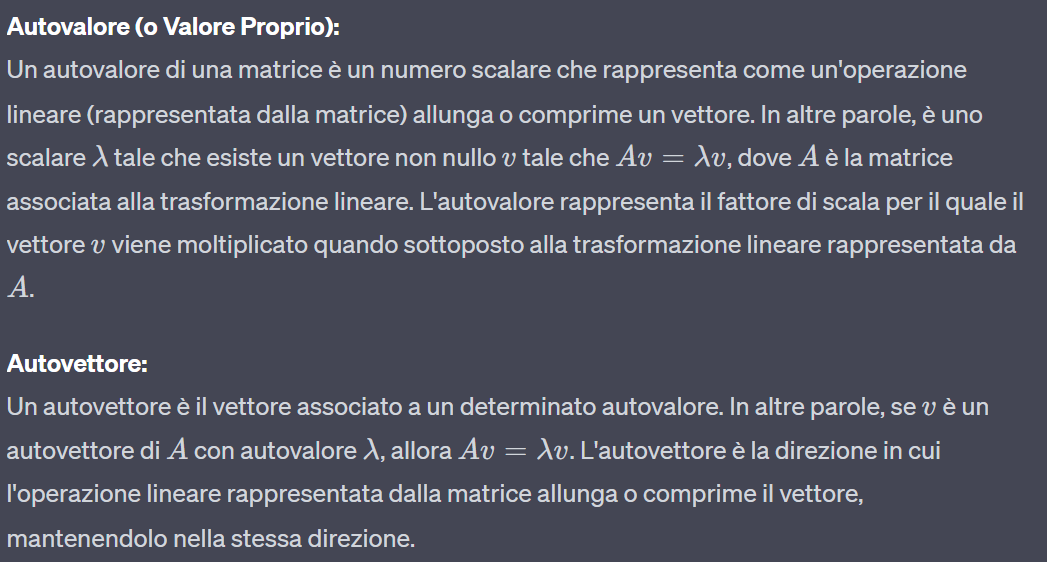 Autovalore (o Valore Proprio):
Un autovalore di una matrice è un numero scalare che rappresenta come un'operazione
lineare (rappresentata dalla matrice) allunga o comprime un vettore. In altre parole, è uno
scalare λ tale che esiste un vettore non nullo v tale che Av = λv, dove A è la matrice
associata alla trasformazione lineare. L'autovalore rappresenta il fattore di scala per il quale il
vettore v viene moltiplicato quando sottoposto alla trasformazione lineare rappresentata da
A.
Autovettore:
Un autovettore è il vettore associato a un determinato autovalore. In altre parole, se v è un
autovettore di A con autovalore λ, allora Av = λv. L'autovettore è la direzione in cui
l'operazione lineare rappresentata dalla matrice allunga o comprime il vettore,
mantenendolo nella stessa direzione.